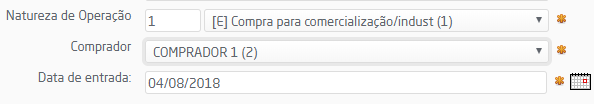 Natureza de Operação 1 [E] Compra para comercialização/indust (1)
Comprador COMPRADOR 1 (2)
Data de entrada: 04/08/2018